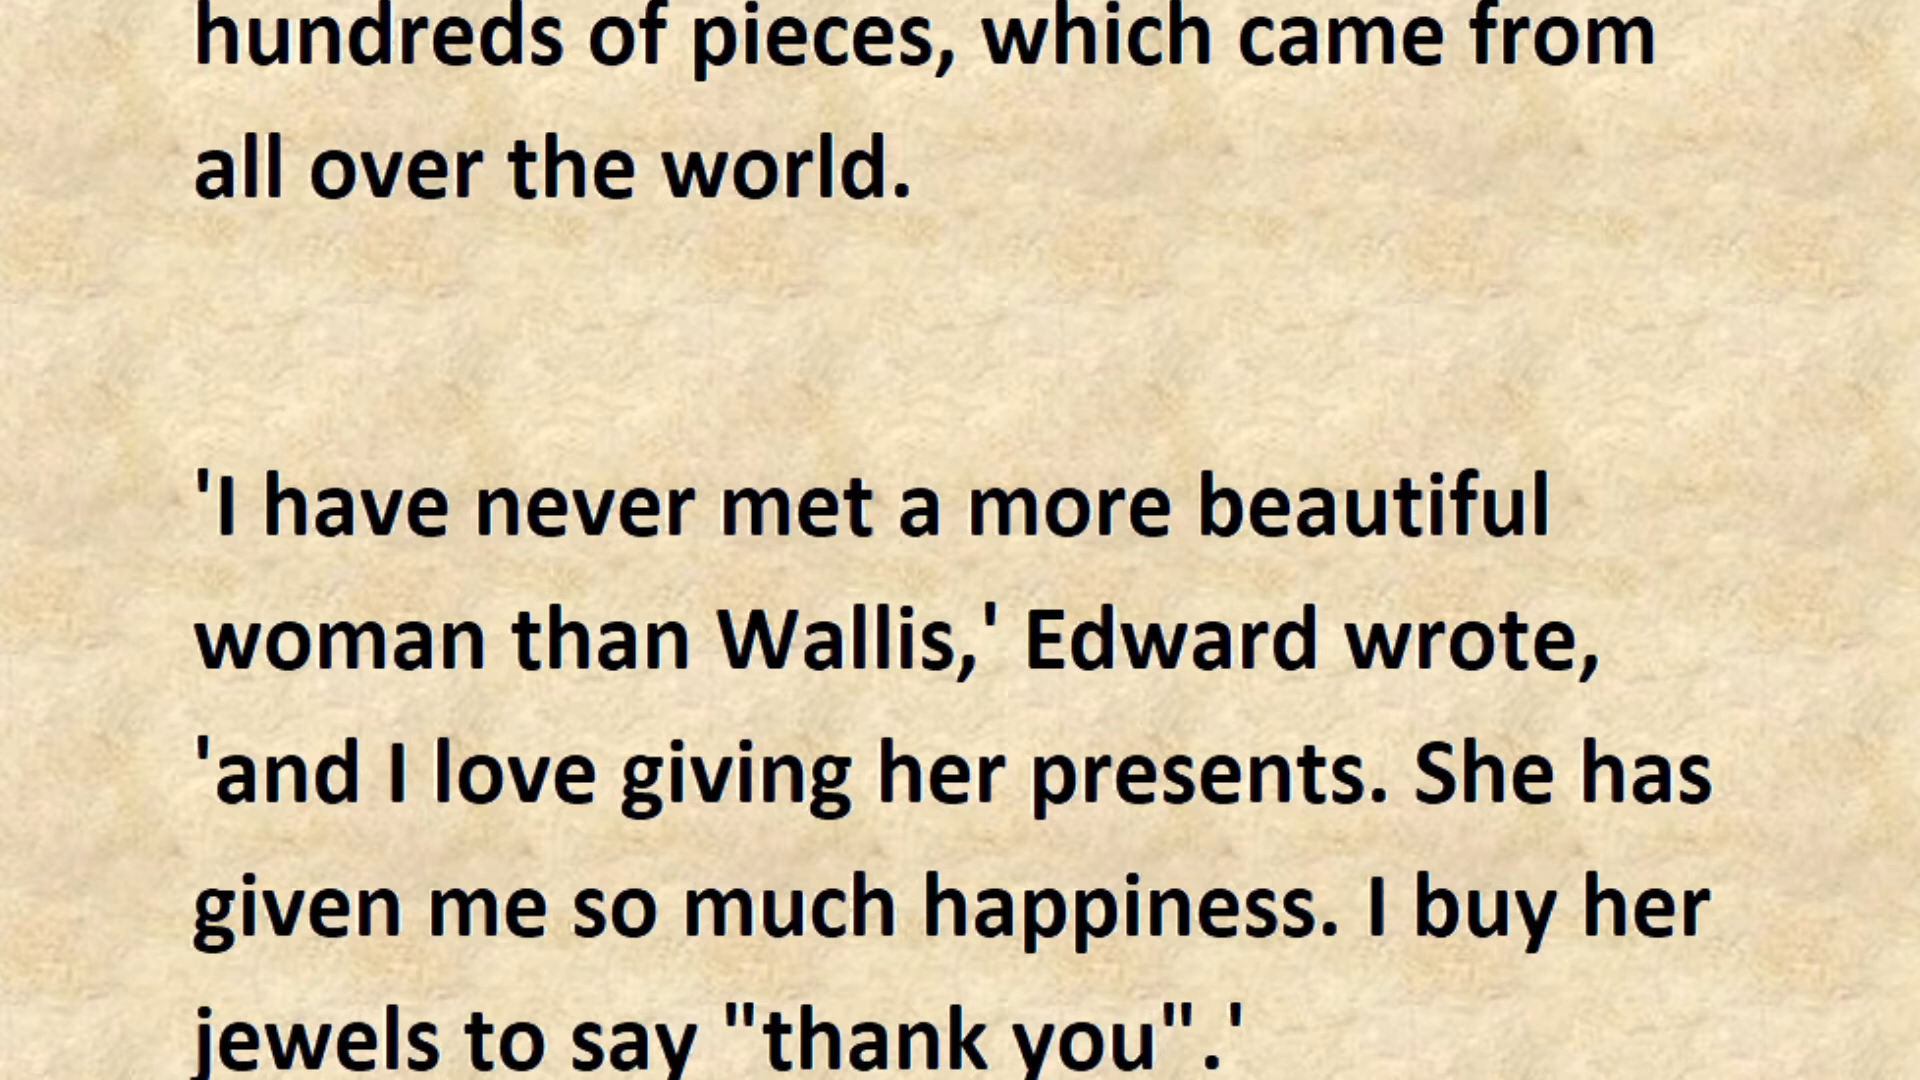 hundreds of pieces, which came from
all over the world.
'I have never met a more beautiful
woman than Wallis,' Edward wrote,
'and I love giving her presents. She has
given me so much happiness. I buy her
jewels to say "thank you".'